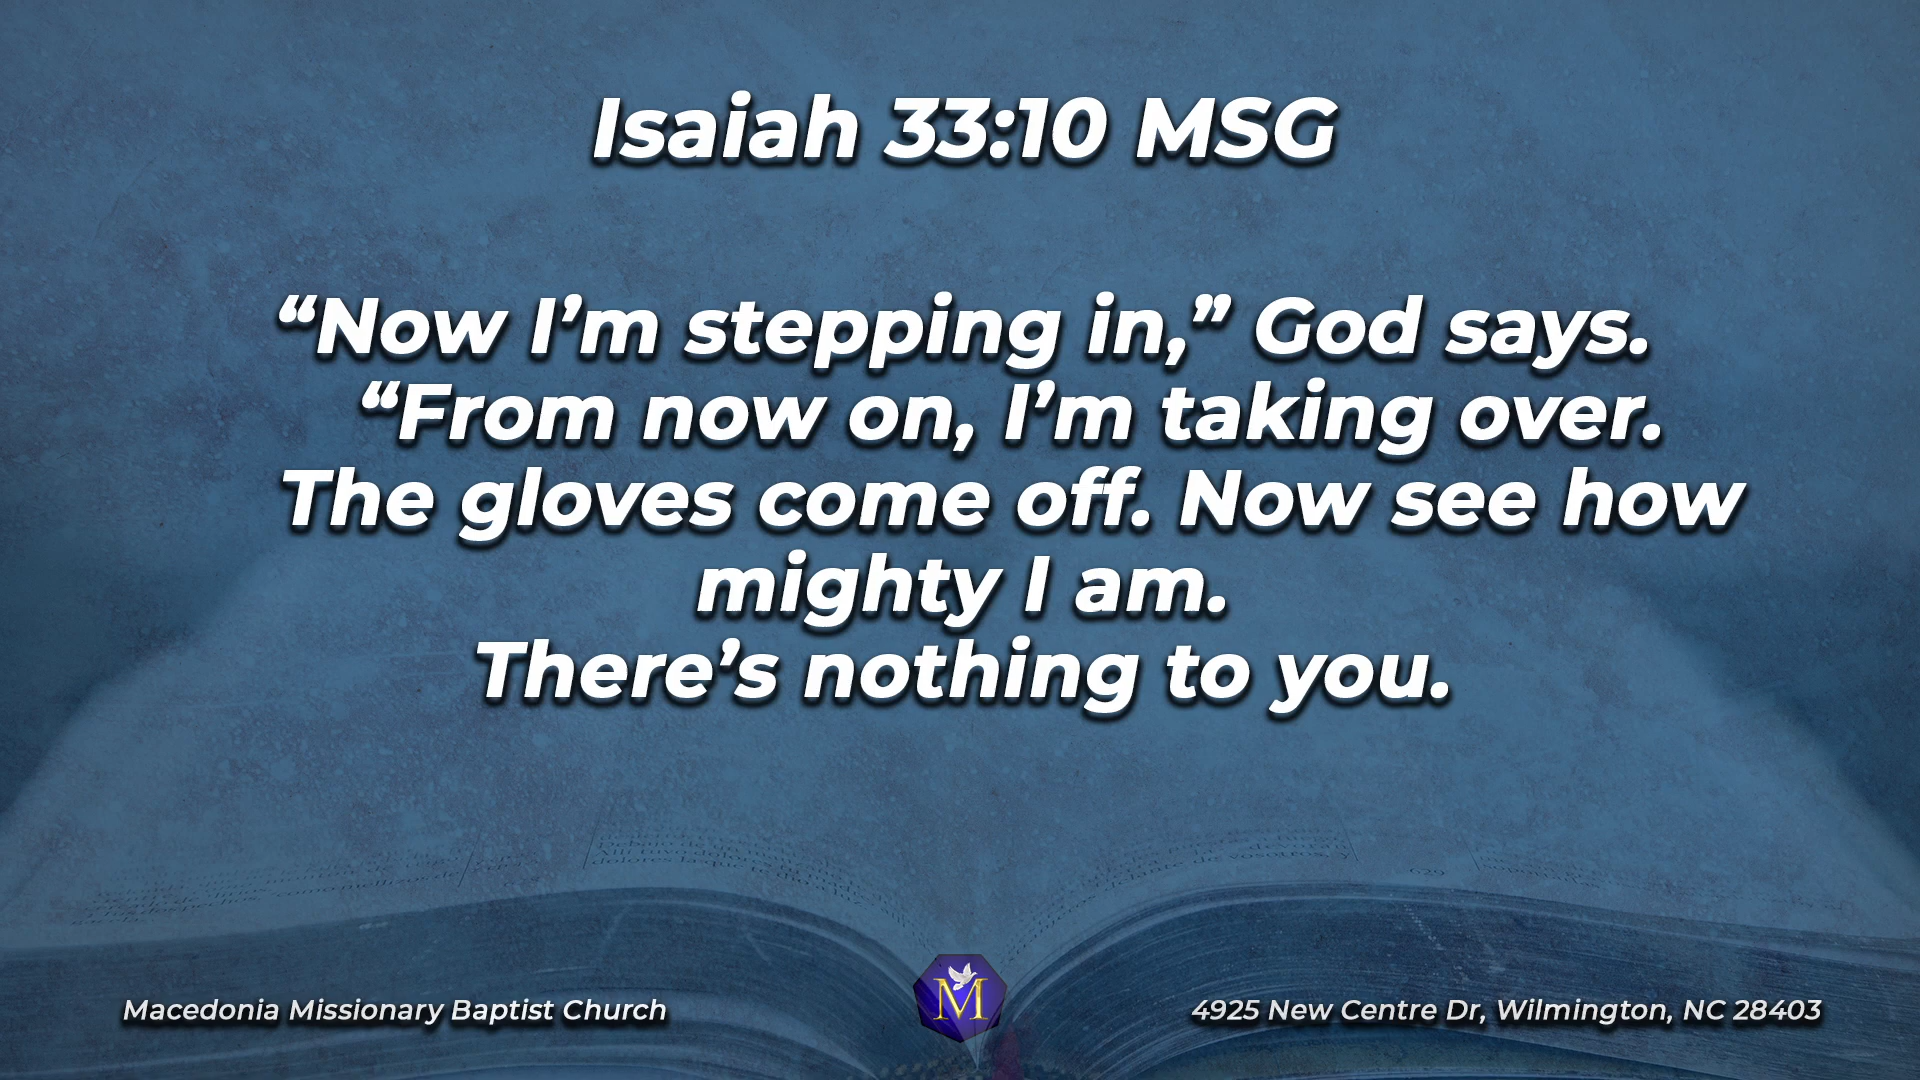 Isaiah 33:10 MSG
“Now I’m stepping in,” God says.
“From now on, I’m taking over.
The gloves come off. Now see how
mighty I am.
There’s nothing to you.
M
Macedonia Missionary Baptist Church
4925 New Centre Dr, Wilmington, NC 28403